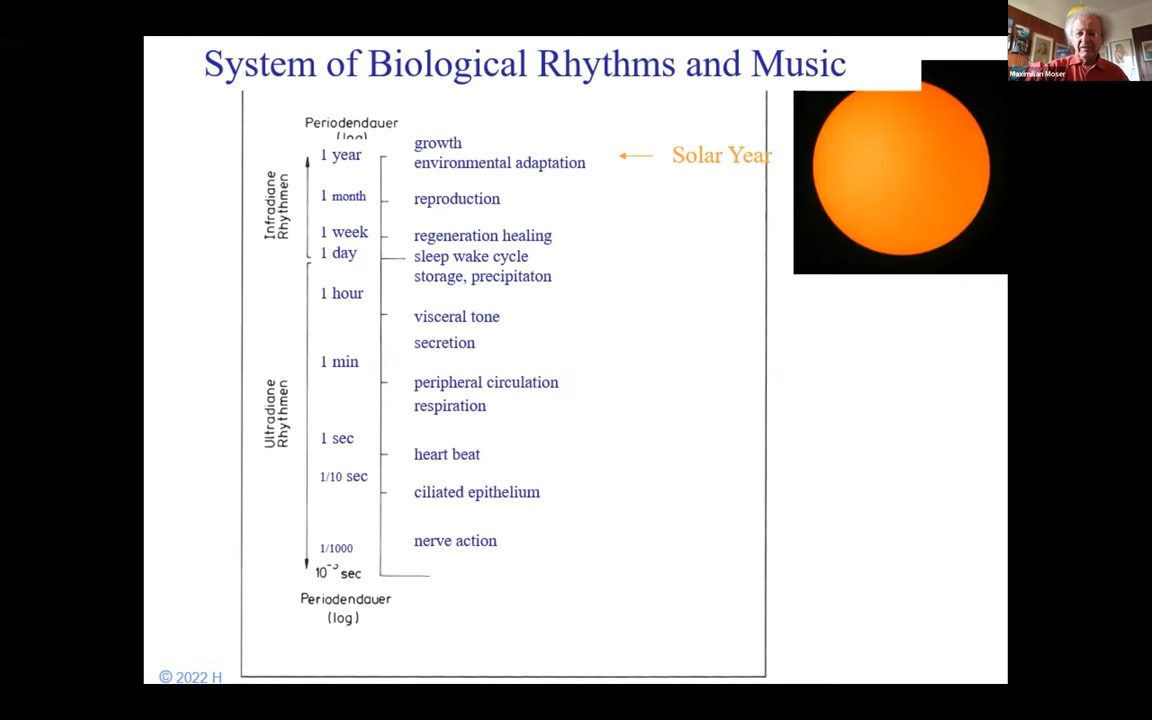 System of Biological Rhythms and Music
Maximilian Moser
Periodendauer
(log)
1 year
growth
environmental adaptation
Solar Year
1 month
reproduction
Infradiane
Rhythmen
1 week
regeneration healing
1 day
sleep wake cycle
storage, precipitaton
1 hour
visceral tone
secretion
1 min
peripheral circulation
respiration
Ultradiane
Rhythmen
1 sec
heart beat
1/10 sec
ciliated epithelium
nerve action
1/1000
10⁻³ sec
Periodendauer
(log)
© 2022 H